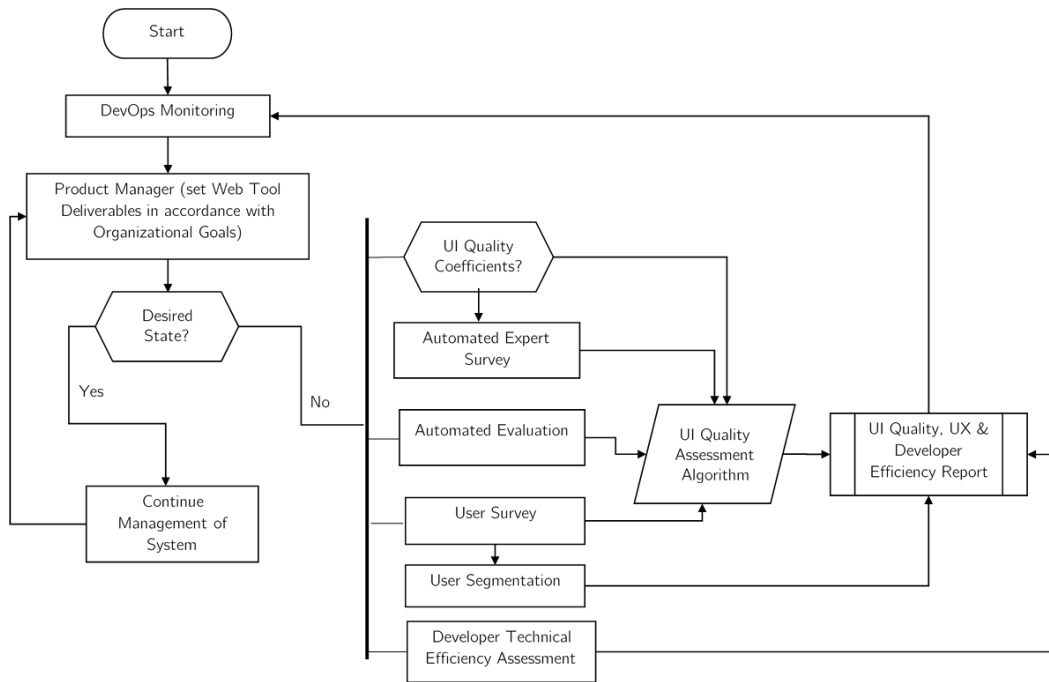 Start
DevOps Monitoring
Product Manager (set Web Tool
Deliverables in accordance with
Organizational Goals)
Desired
State?
Yes
No
Continue
Management of
System
UI Quality
Coefficients?
Automated Expert
Survey
Automated Evaluation
User Survey
User Segmentation
Developer Technical
Efficiency Assessment
UI Quality
Assessment
Algorithm
UI Quality, UX &
Developer
Efficiency Report